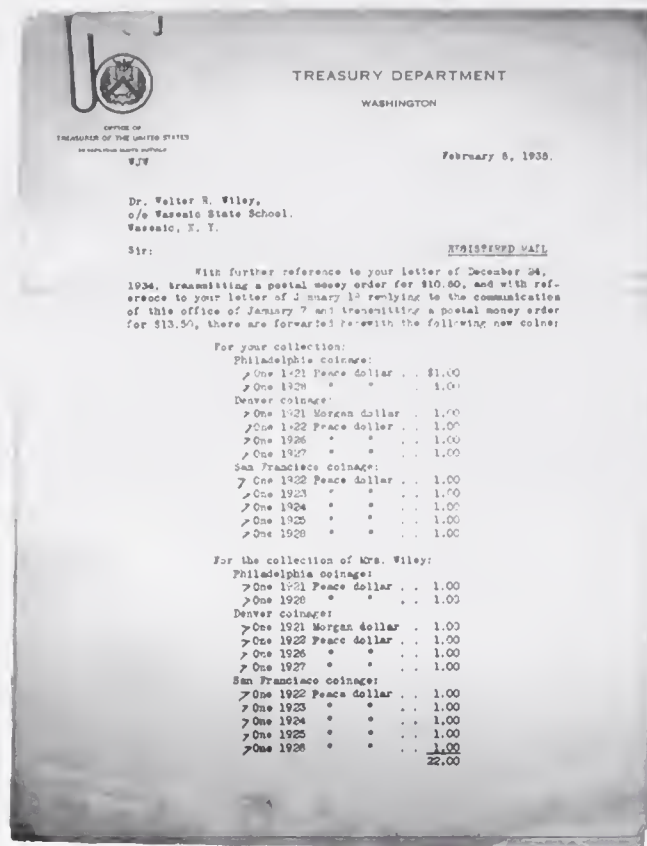 TREASURY DEPARTMENT
WASHINGTON
OFFICE OF
TREASURER OF THE UNITED STATES
WJW
February 8, 1935.
Dr. Walter R. Wiley,
c/o Wassaic State School.
Wassaic, N. Y.
Sir:
REGISTERED MAIL
With further reference to your letter of December 24,
1934, transmitting a postal money order for $10.80, and with ref-
erence to your letter of January replying to the communication
of this office of January 7 and transmitting a postal money order
for $13.50, there are forwarded herewith the following new coins:
For your collection:
Philadelphia coinage:
One 1921 Peace dollar . . $1.00
One 1928 " " . . 1.00
Denver coinage:
One 1921 Morgan dollar . 1.00
One 1922 Peace dollar . . 1.00
One 1926 " " . . 1.00
One 1927 " " . . 1.00
San Francisco coinage:
One 1922 Peace dollar . . 1.00
One 1923 " " . . 1.00
One 1924 " " . . 1.00
One 1925 " " . . 1.00
One 1928 " " . . 1.00
For the collection of Mrs. Wiley:
Philadelphia coinage:
One 1921 Peace dollar . . 1.00
One 1928 " " . . 1.00
Denver coinage:
One 1921 Morgan dollar . 1.00
One 1922 Peace dollar . . 1.00
One 1926 " " . . 1.00
One 1927 " " . . 1.00
San Francisco coinage:
One 1922 Peace dollar . . 1.00
One 1923 " " . . 1.00
One 1924 " " . . 1.00
One 1925 " " . . 1.00
One 1928 " " . . 1.00
22.00